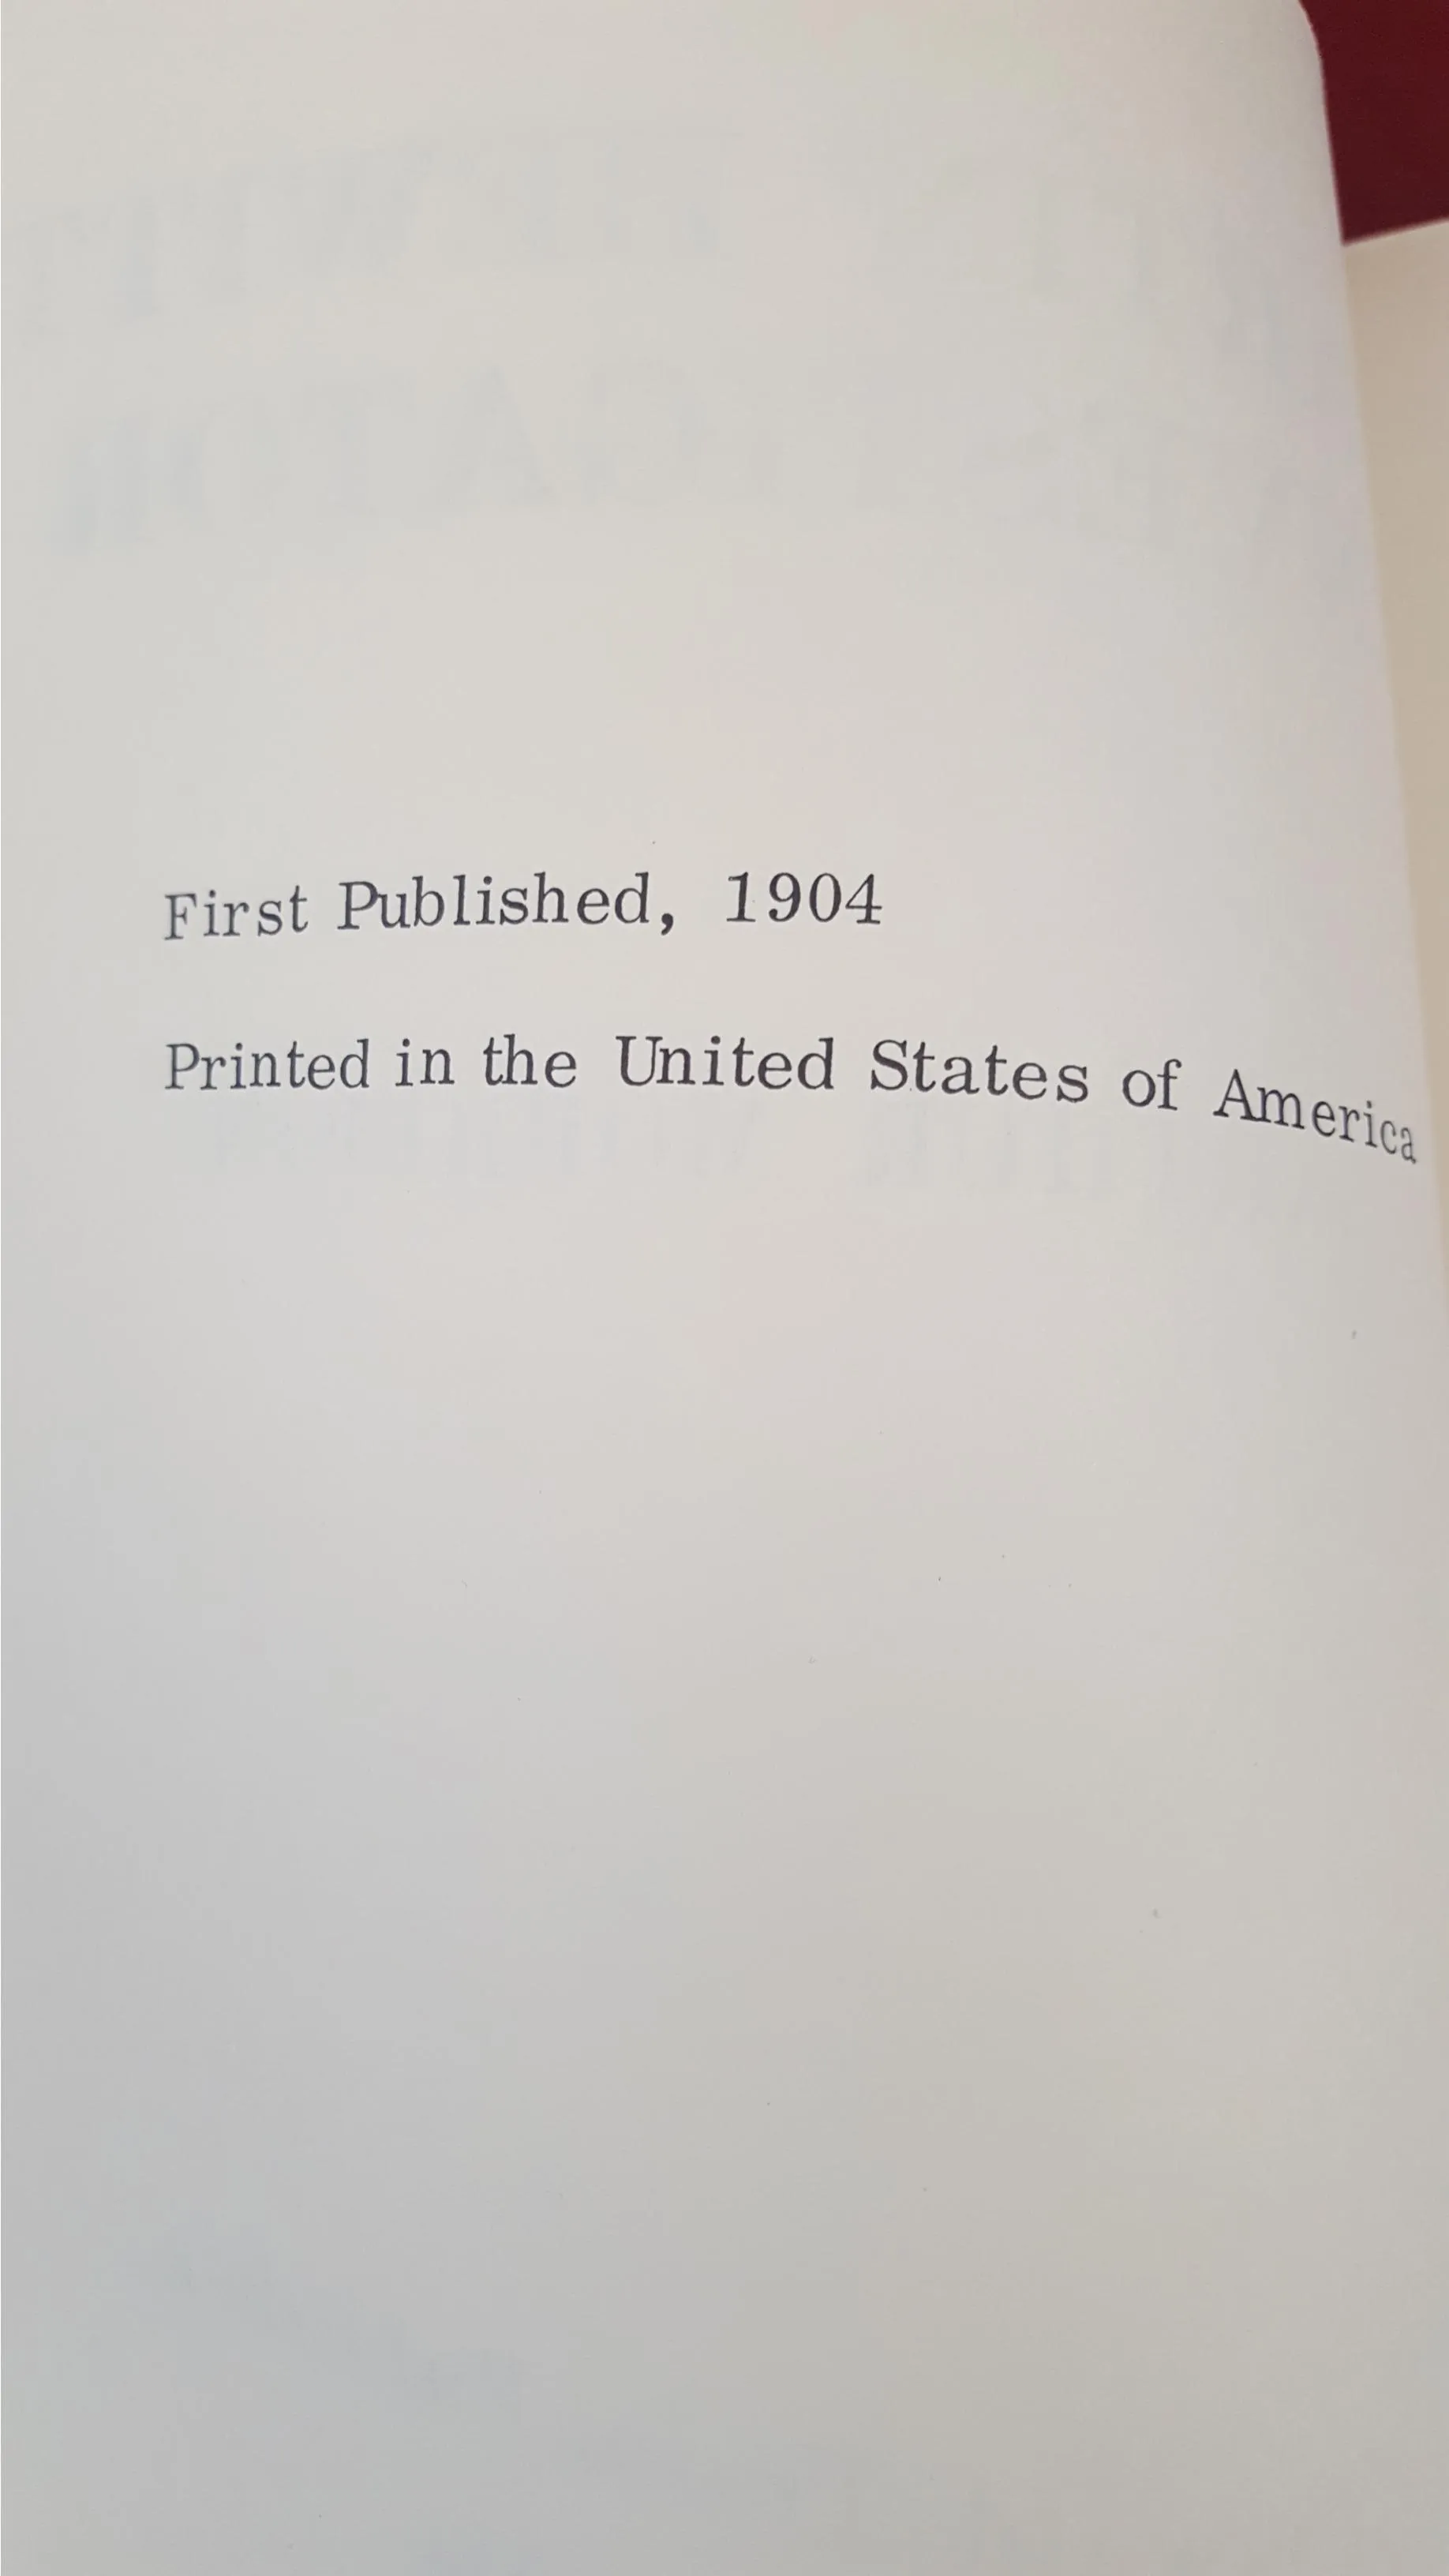 First Published, 1904
Printed in the United States of America